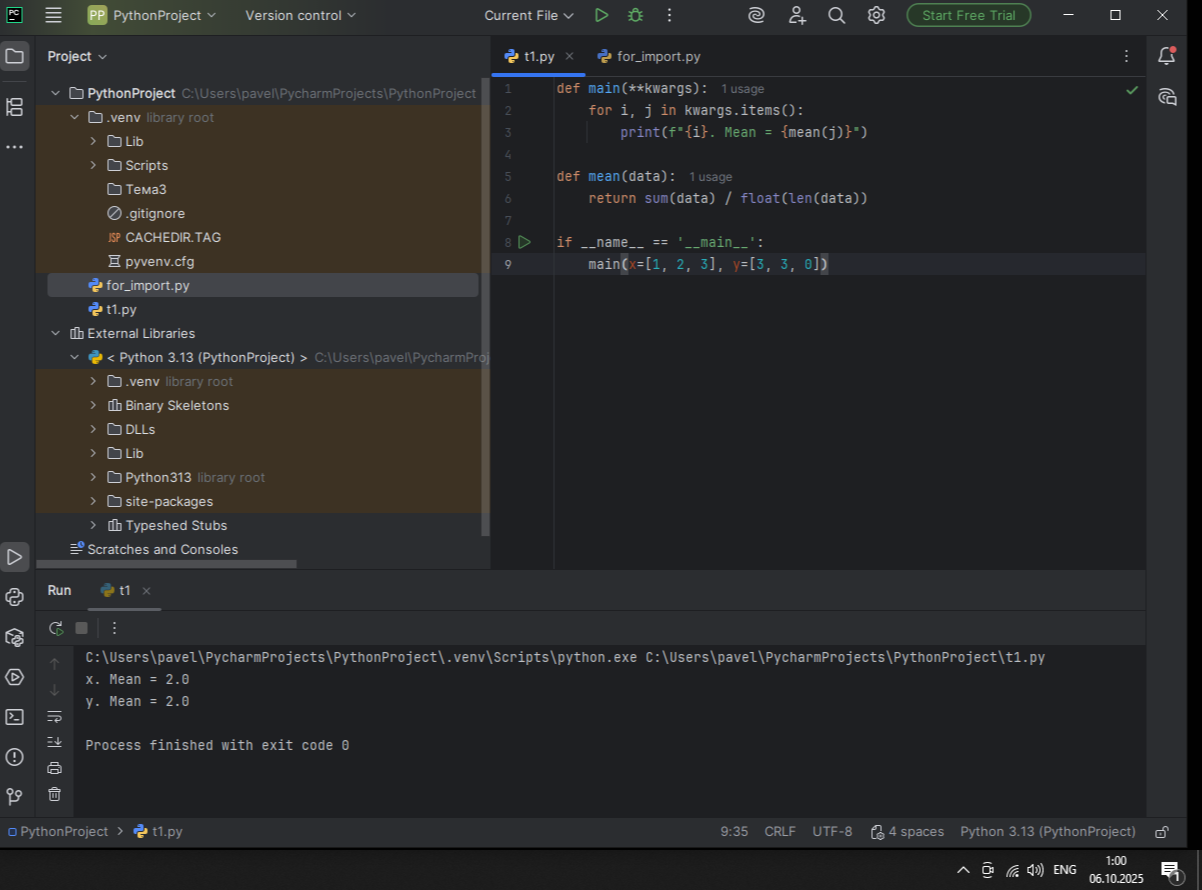 PC PP PythonProject Version control Current File Start Free Trial
Project
t1.py for_import.py
PythonProject C:\Users\pavel\PycharmProjects\PythonProject
.venv library root
Lib
Scripts
Тема3
.gitignore
JSP CACHEDIR.TAG
pyvenv.cfg
for_import.py
t1.py
External Libraries
< Python 3.13 (PythonProject) > C:\Users\pavel\PycharmProj
.venv library root
Binary Skeletons
DLLs
Lib
Python313 library root
site-packages
Typeshed Stubs
Scratches and Consoles
1 def main(**kwargs): 1 usage
2 for i, j in kwargs.items():
3 print(f"{i}. Mean = {mean(j)}")
4
5 def mean(data): 1 usage
6 return sum(data) / float(len(data))
7
8 if __name__ == '__main__':
9 main(x=[1, 2, 3], y=[3, 3, 0])
Run t1
C:\Users\pavel\PycharmProjects\PythonProject\.venv\Scripts\python.exe C:\Users\pavel\PycharmProjects\PythonProject\t1.py
x. Mean = 2.0
y. Mean = 2.0
Process finished with exit code 0
PythonProject > t1.py 9:35 CRLF UTF-8 4 spaces Python 3.13 (PythonProject)
ENG 1:00
06.10.2025 1